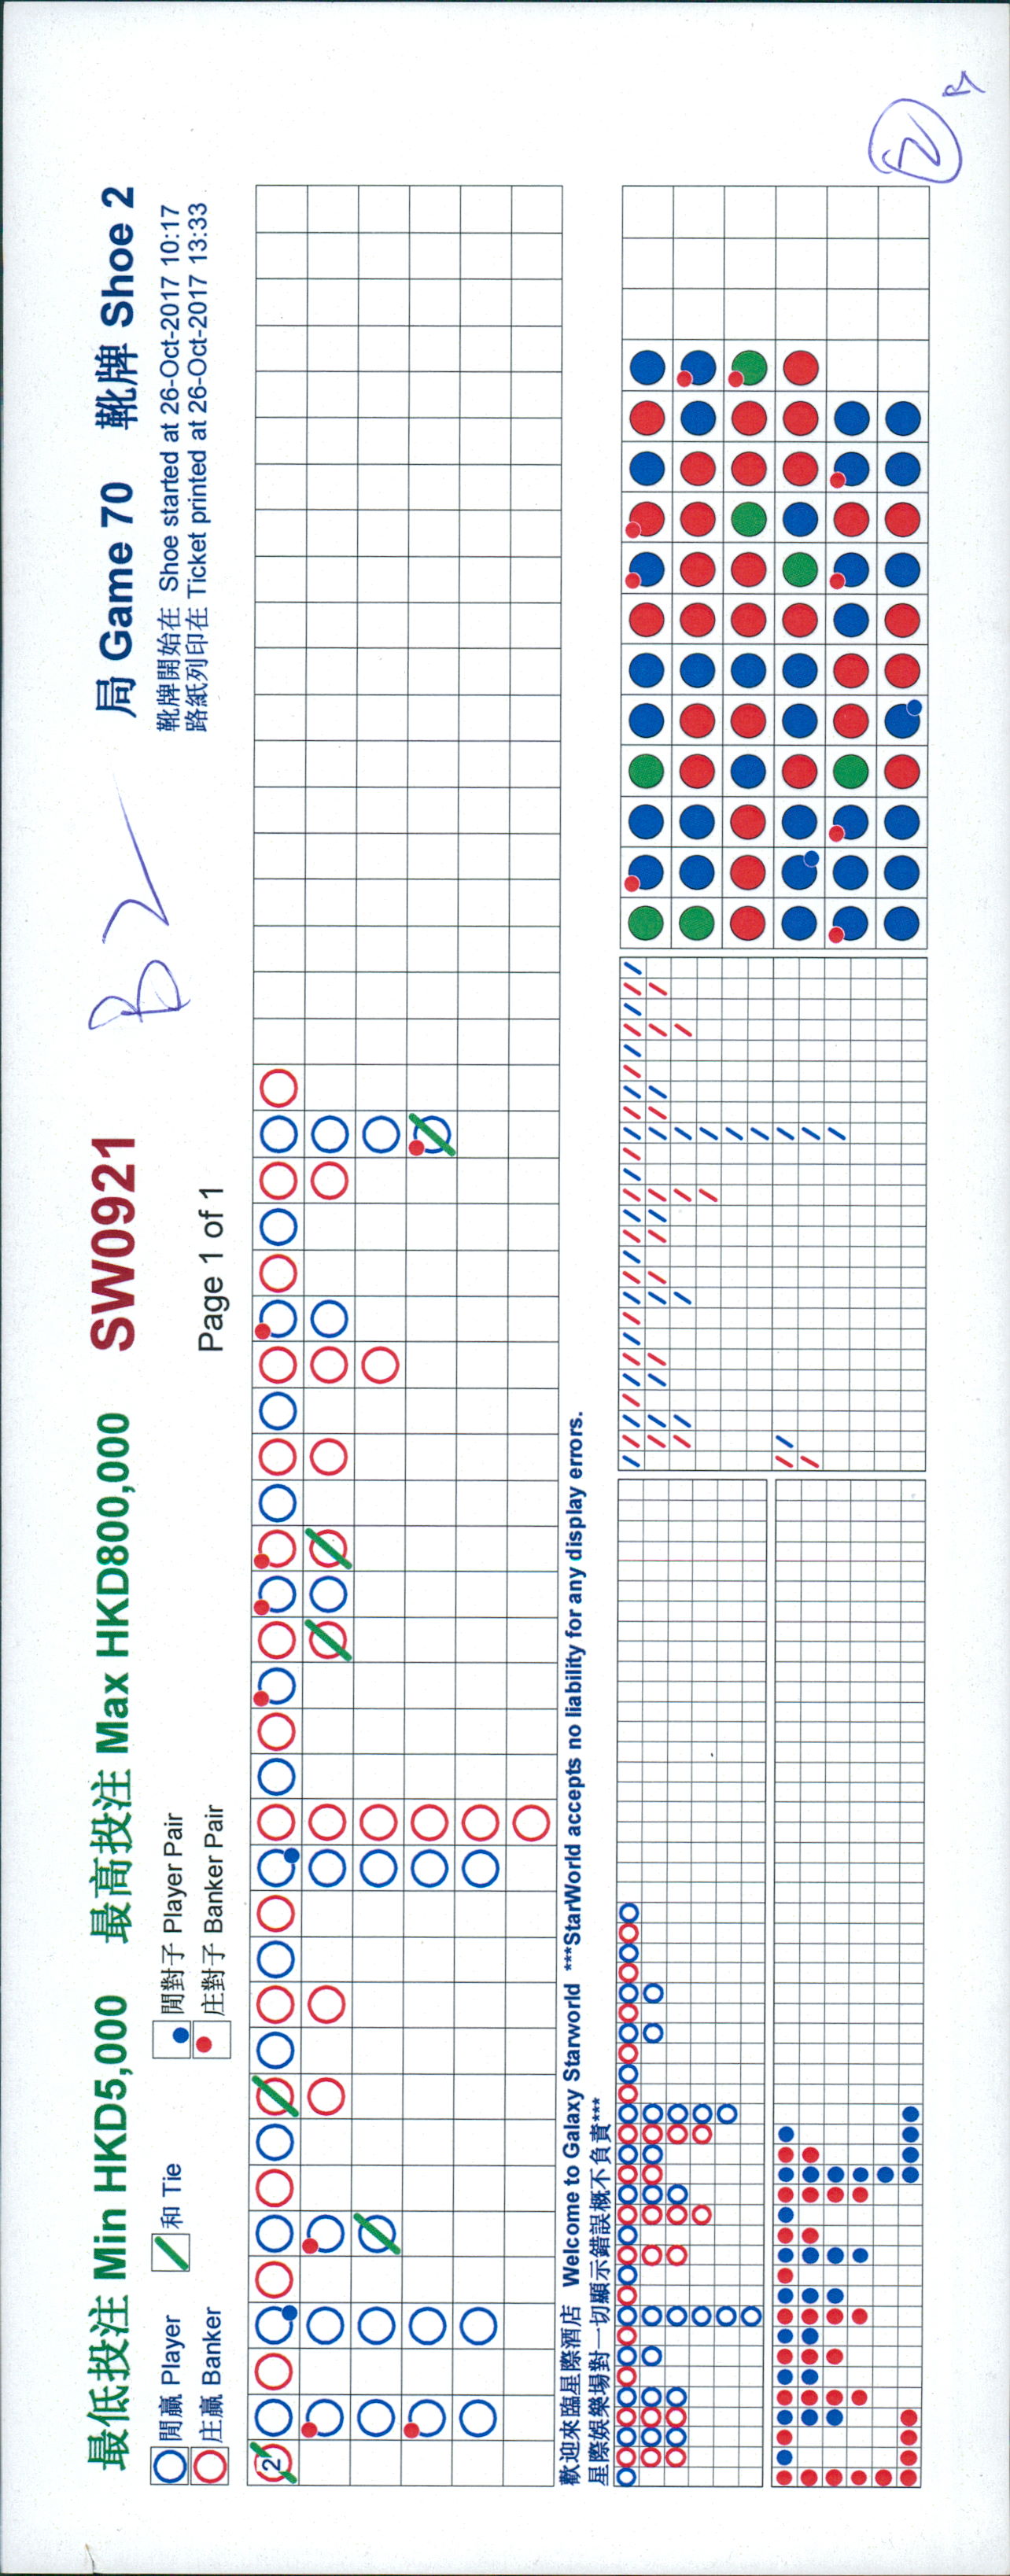 最低投注 Min HKD5,000 最高投注 Max HKD800,000 SW0921 B2 局 Game 70 靴牌 Shoe 2
閒贏 Player 和 Tie 閒對子 Player Pair 靴牌開始在 Shoe started at 26-Oct-2017 10:17
庄贏 Banker 庄對子 Banker Pair Page 1 of 1 路紙列印在 Ticket printed at 26-Oct-2017 13:33
2
歡迎來臨星際酒店 Welcome to Galaxy Starworld ***StarWorld accepts no liability for any display errors.
星際娛樂場對一切顯示錯誤概不負責***
2